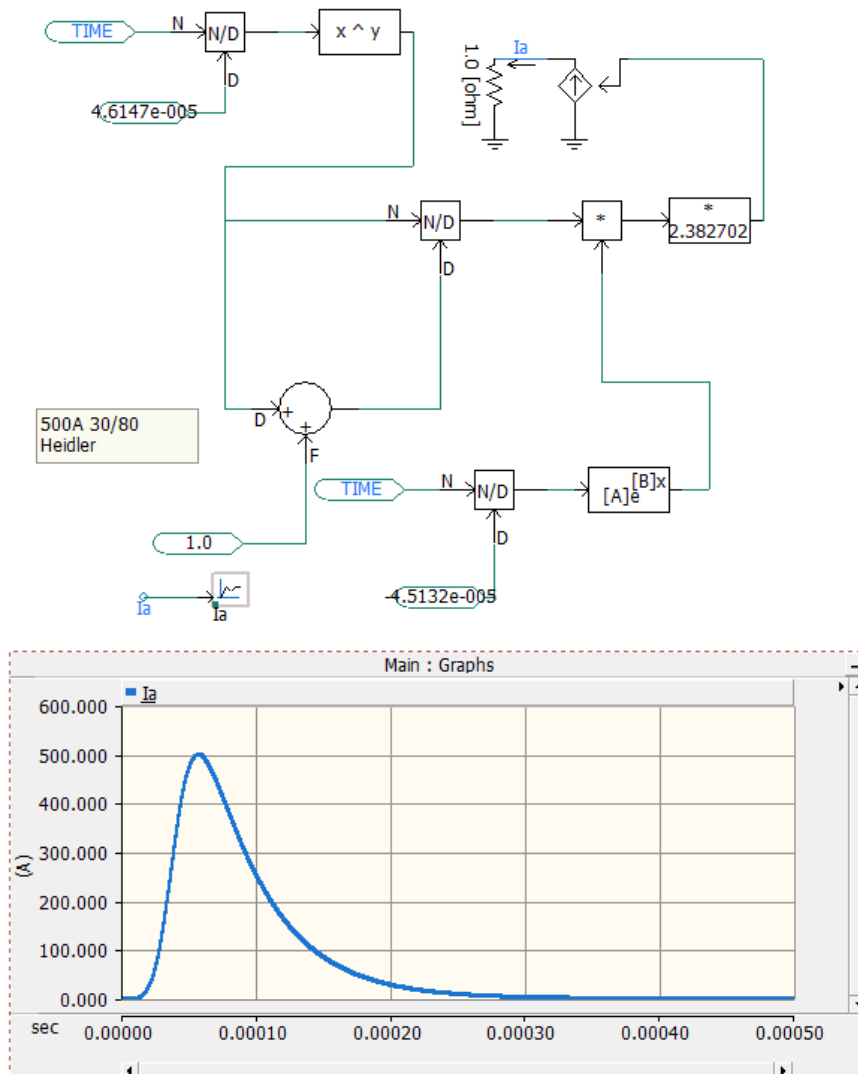 TIME
N
N/D
x ^ y
D
4.6147e-005
1.0 [ohm]
Ia
N
N/D
D
*
*
2.382702
D
+
+
F
500A 30/80
Heidler
TIME
N
N/D
D
[A]e[B]x
1.0
-4.5132e-005
Ia
Ia
Main : Graphs
Ia
600.000
500.000
400.000
300.000
200.000
100.000
0.000
(A)
sec
0.00000
0.00010
0.00020
0.00030
0.00040
0.00050